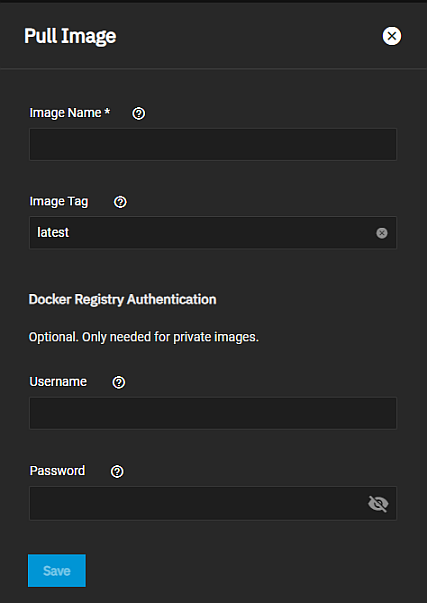 Pull Image
Image Name *
Image Tag
latest
Docker Registry Authentication
Optional. Only needed for private images.
Username
Password
Save